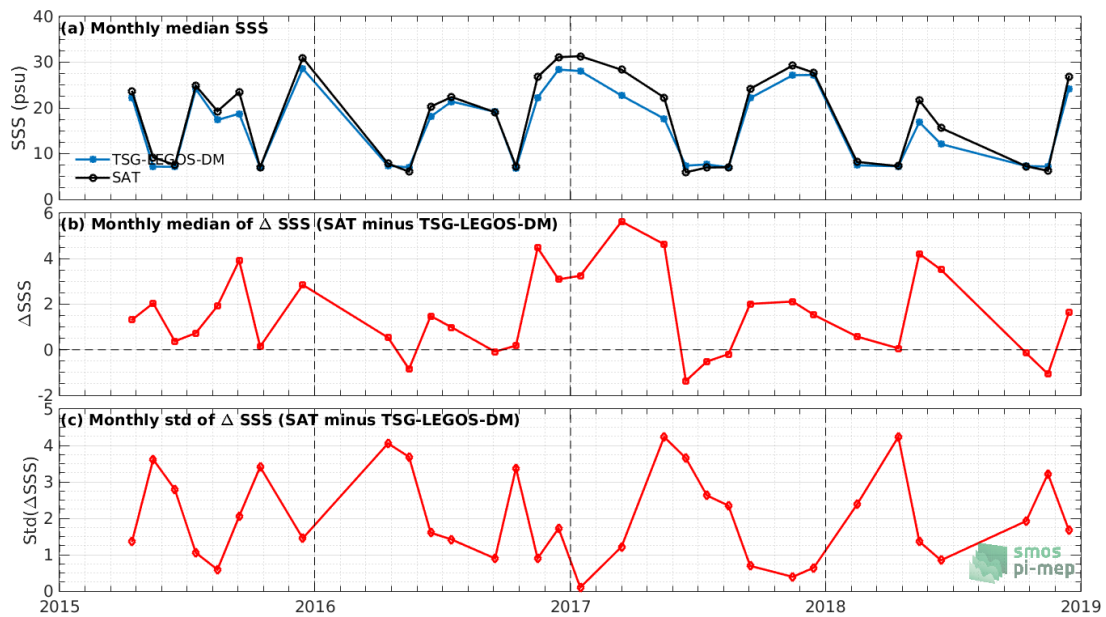 (a) Monthly median SSS
40
30
20
10
0
SSS (psu)
TSG-LEGOS-DM
SAT
(b) Monthly median of Δ SSS (SAT minus TSG-LEGOS-DM)
6
4
2
0
-2
ΔSSS
(c) Monthly std of Δ SSS (SAT minus TSG-LEGOS-DM)
5
4
3
2
1
0
Std(ΔSSS)
smos
pi-mep
2015 2016 2017 2018 2019